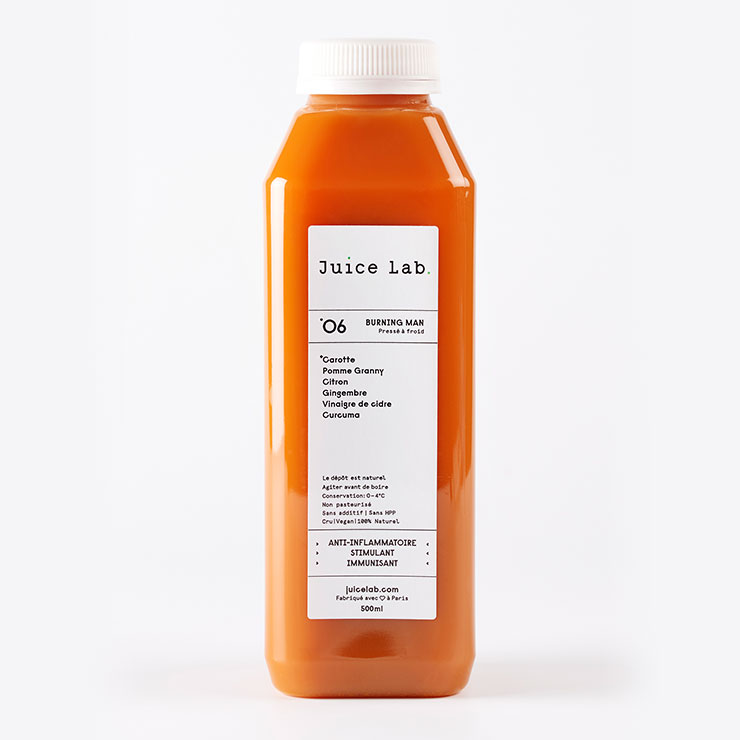 Juice Lab.
°06
BURNING MAN
Pressé à froid
°Carotte
Pomme Granny
Citron
Gingembre
Vinaigre de cidre
Curcuma
Le dépôt est naturel
Agiter avant de boire
Conservation: 0-4°C
Non pasteurisé
Sans additif | Sans HPP
Cru|Vegan|100% Naturel
› ANTI-INFLAMMATOIRE ‹
› STIMULANT ‹
› IMMUNISANT ‹
juicelab.com
Fabriqué avec ♡ à Paris
500ml